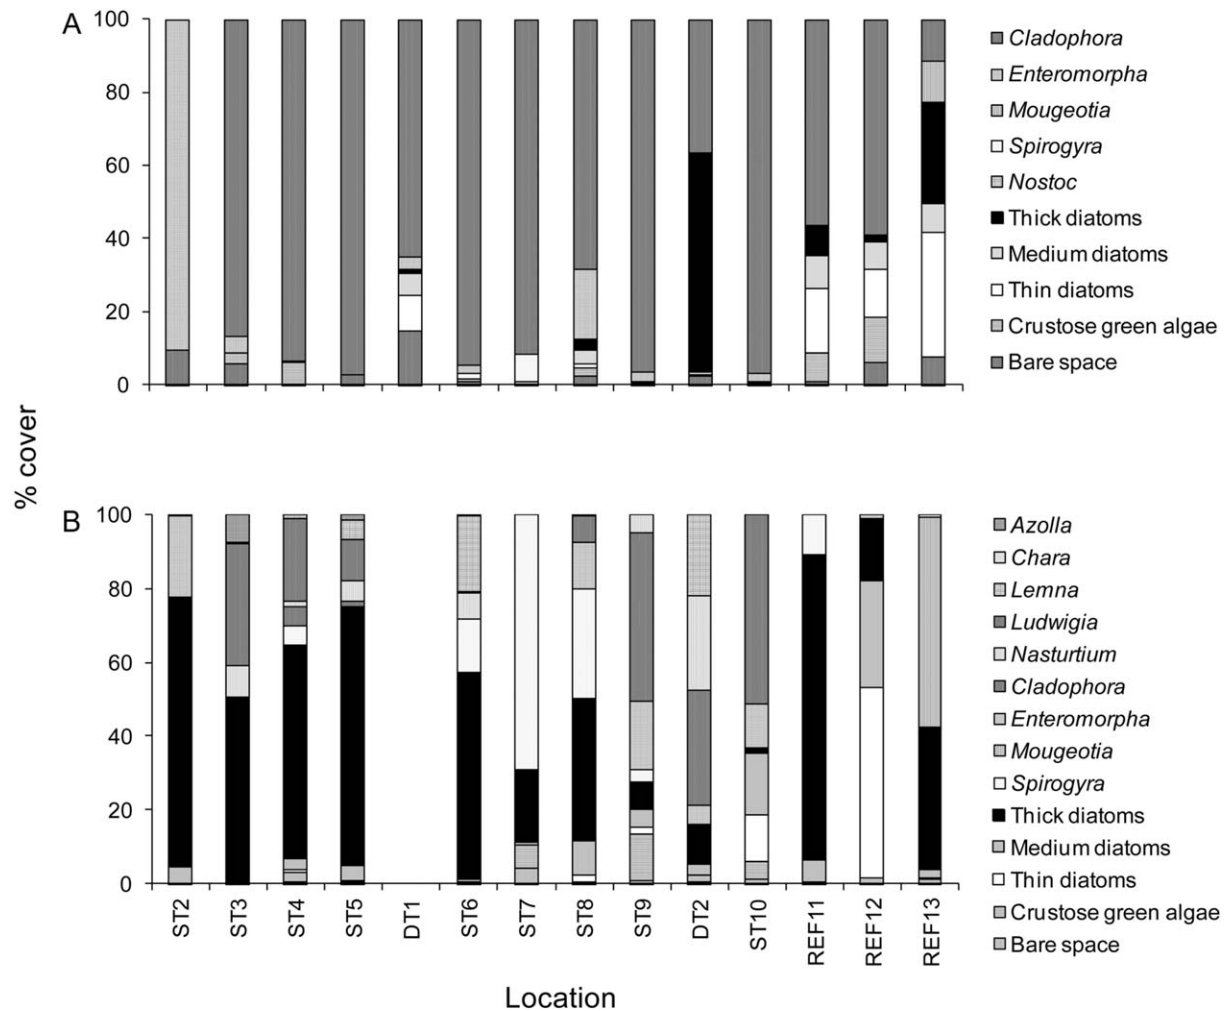 A
100
80
60
40
20
0
Cladophora
Enteromorpha
Mougeotia
Spirogyra
Nostoc
Thick diatoms
Medium diatoms
Thin diatoms
Crustose green algae
Bare space
% cover
B
100
80
60
40
20
0
Azolla
Chara
Lemna
Ludwigia
Nasturtium
Cladophora
Enteromorpha
Mougeotia
Spirogyra
Thick diatoms
Medium diatoms
Thin diatoms
Crustose green algae
Bare space
ST2
ST3
ST4
ST5
DT1
ST6
ST7
ST8
ST9
DT2
ST10
REF11
REF12
REF13
Location